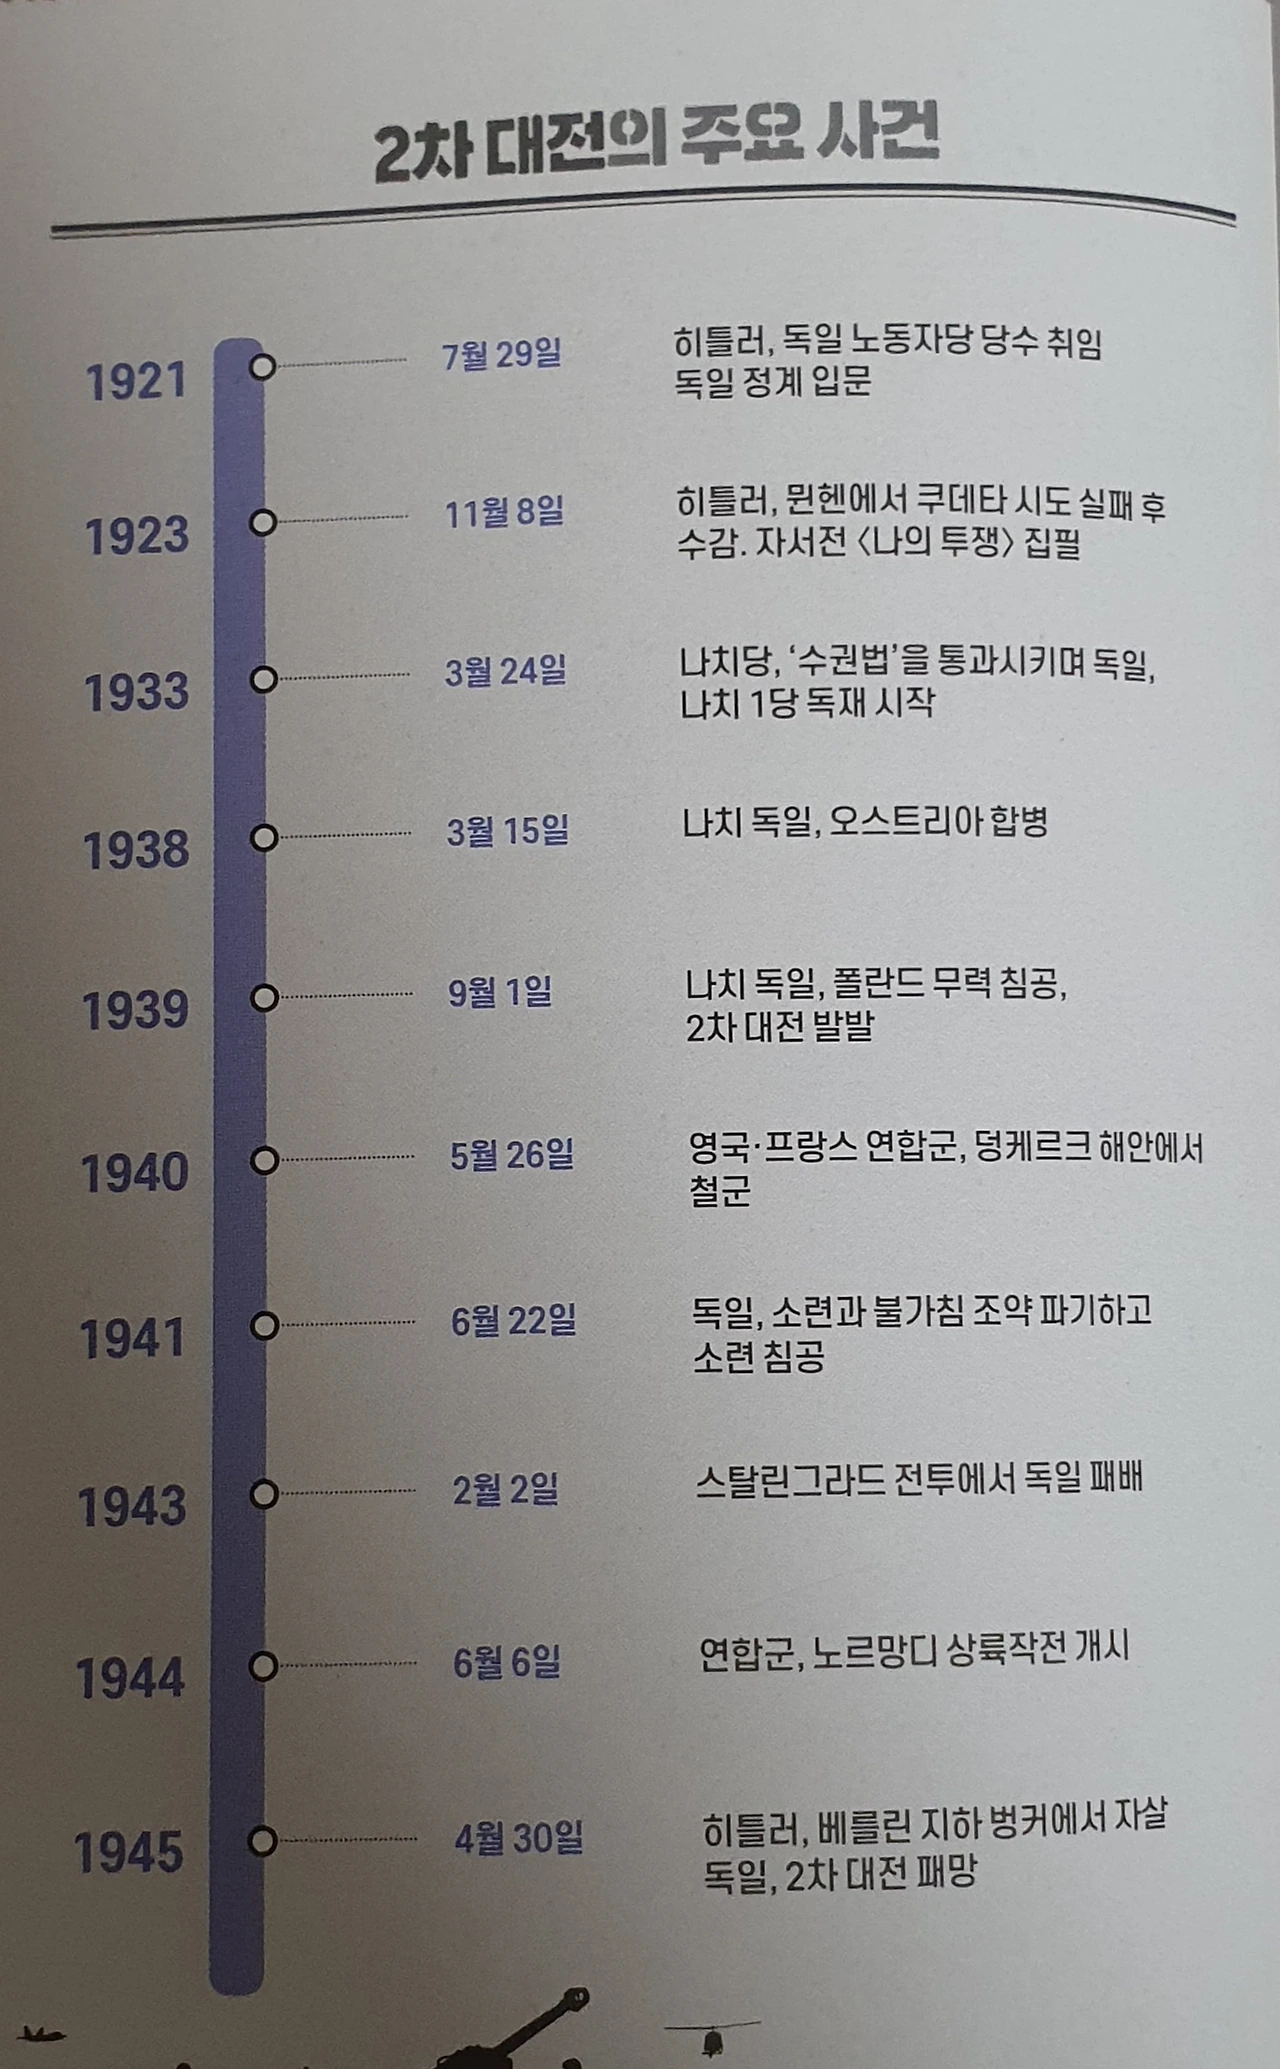 2차 대전의 주요 사건
1921 7월 29일 히틀러, 독일 노동자당 당수 취임
독일 정계 입문
1923 11월 8일 히틀러, 뮌헨에서 쿠데타 시도 실패 후
수감. 자서전 〈나의 투쟁〉 집필
1933 3월 24일 나치당, ‘수권법’을 통과시키며 독일,
나치 1당 독재 시작
1938 3월 15일 나치 독일, 오스트리아 합병
1939 9월 1일 나치 독일, 폴란드 무력 침공,
2차 대전 발발
1940 5월 26일 영국·프랑스 연합군, 덩케르크 해안에서
철군
1941 6월 22일 독일, 소련과 불가침 조약 파기하고
소련 침공
1943 2월 2일 스탈린그라드 전투에서 독일 패배
1944 6월 6일 연합군, 노르망디 상륙작전 개시
1945 4월 30일 히틀러, 베를린 지하 벙커에서 자살
독일, 2차 대전 패망